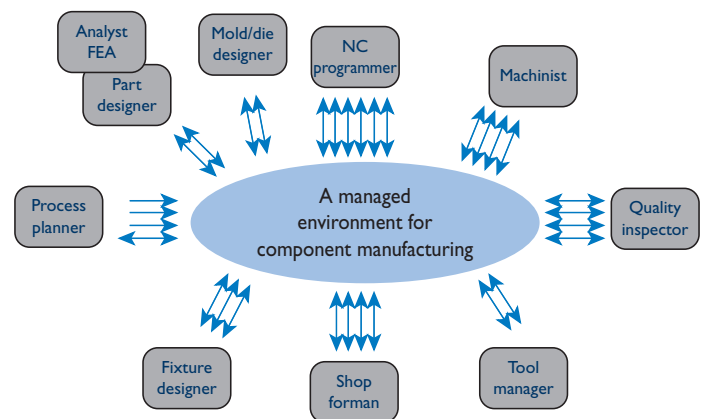 Analyst
FEA
Part
designer
Mold/die
designer
NC
programmer
Machinist
Process
planner
A managed
environment for
component manufacturing
Quality
inspector
Fixture
designer
Shop
forman
Tool
manager